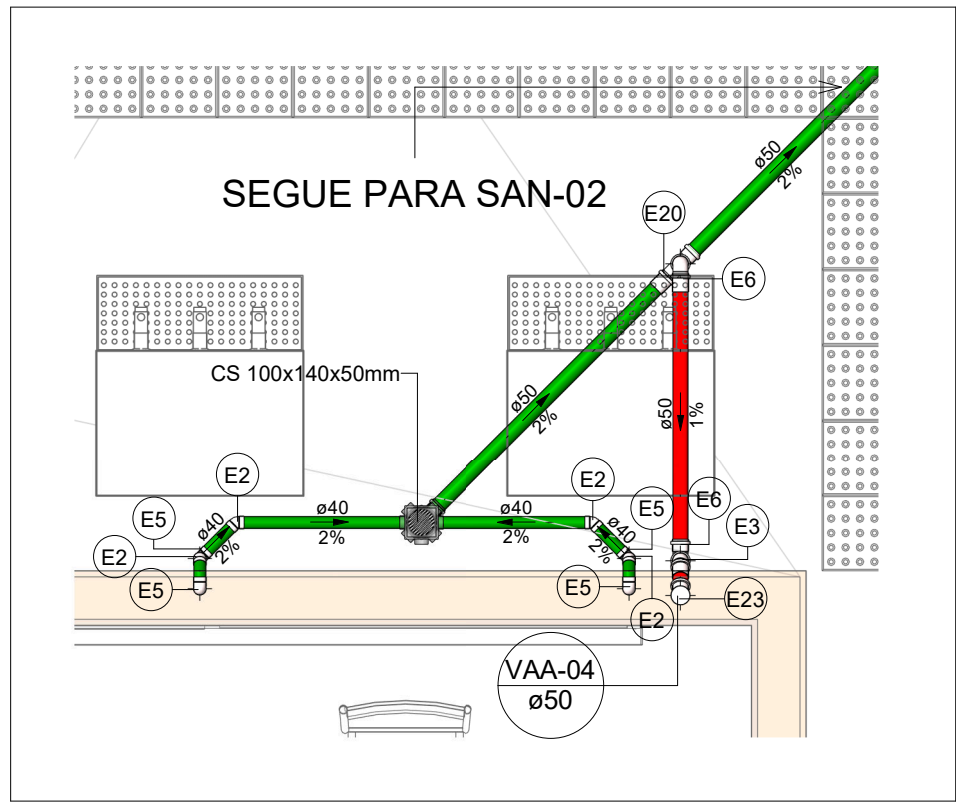 ø50
2%
SEGUE PARA SAN-02
E20
E6
CS 100x140x50mm
ø50
2%
ø50
1%
E2
E2
E5
ø40
2%
ø40
2%
ø40
2%
E5
E6
E3
E2
ø40
2%
E5
E5
E2
E23
VAA-04
ø50